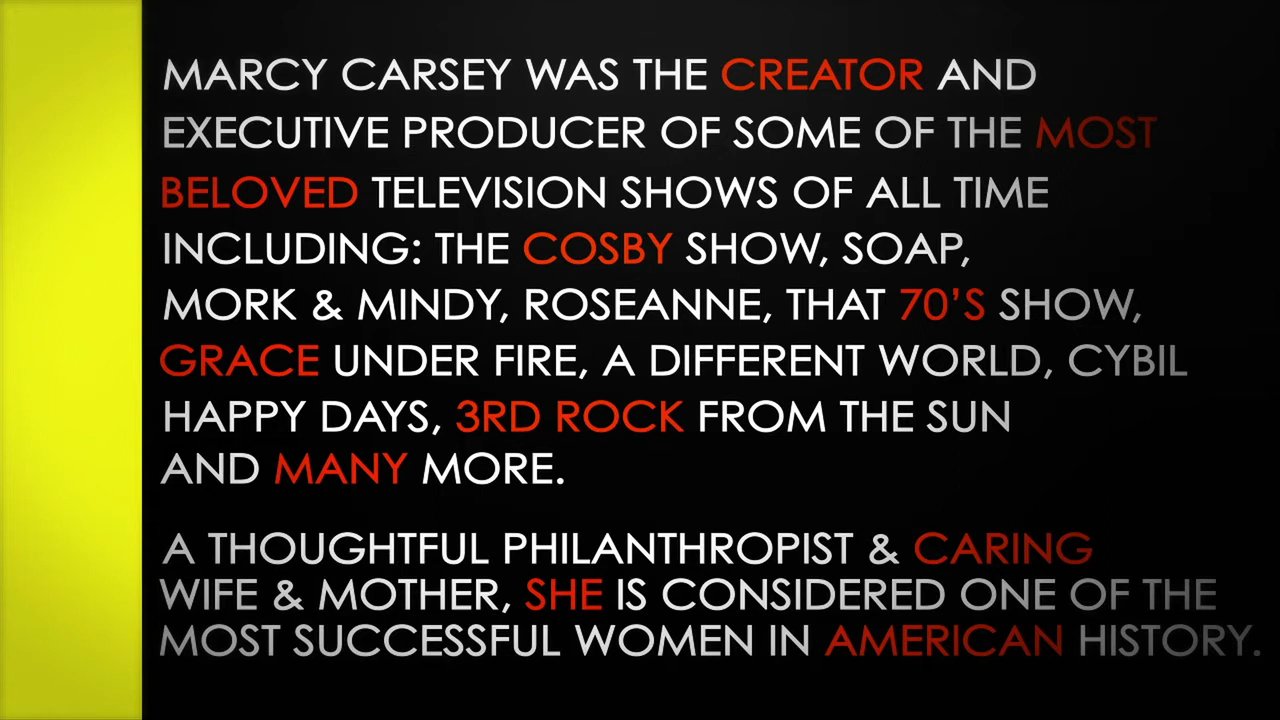 MARCY CARSEY WAS THE CREATOR AND
EXECUTIVE PRODUCER OF SOME OF THE MOST
BELOVED TELEVISION SHOWS OF ALL TIME
INCLUDING: THE COSBY SHOW, SOAP,
MORK & MINDY, ROSEANNE, THAT 70'S SHOW,
GRACE UNDER FIRE, A DIFFERENT WORLD, CYBIL
HAPPY DAYS, 3RD ROCK FROM THE SUN
AND MANY MORE.
A THOUGHTFUL PHILANTHROPIST & CARING
WIFE & MOTHER, SHE IS CONSIDERED ONE OF THE
MOST SUCCESSFUL WOMEN IN AMERICAN HISTORY.